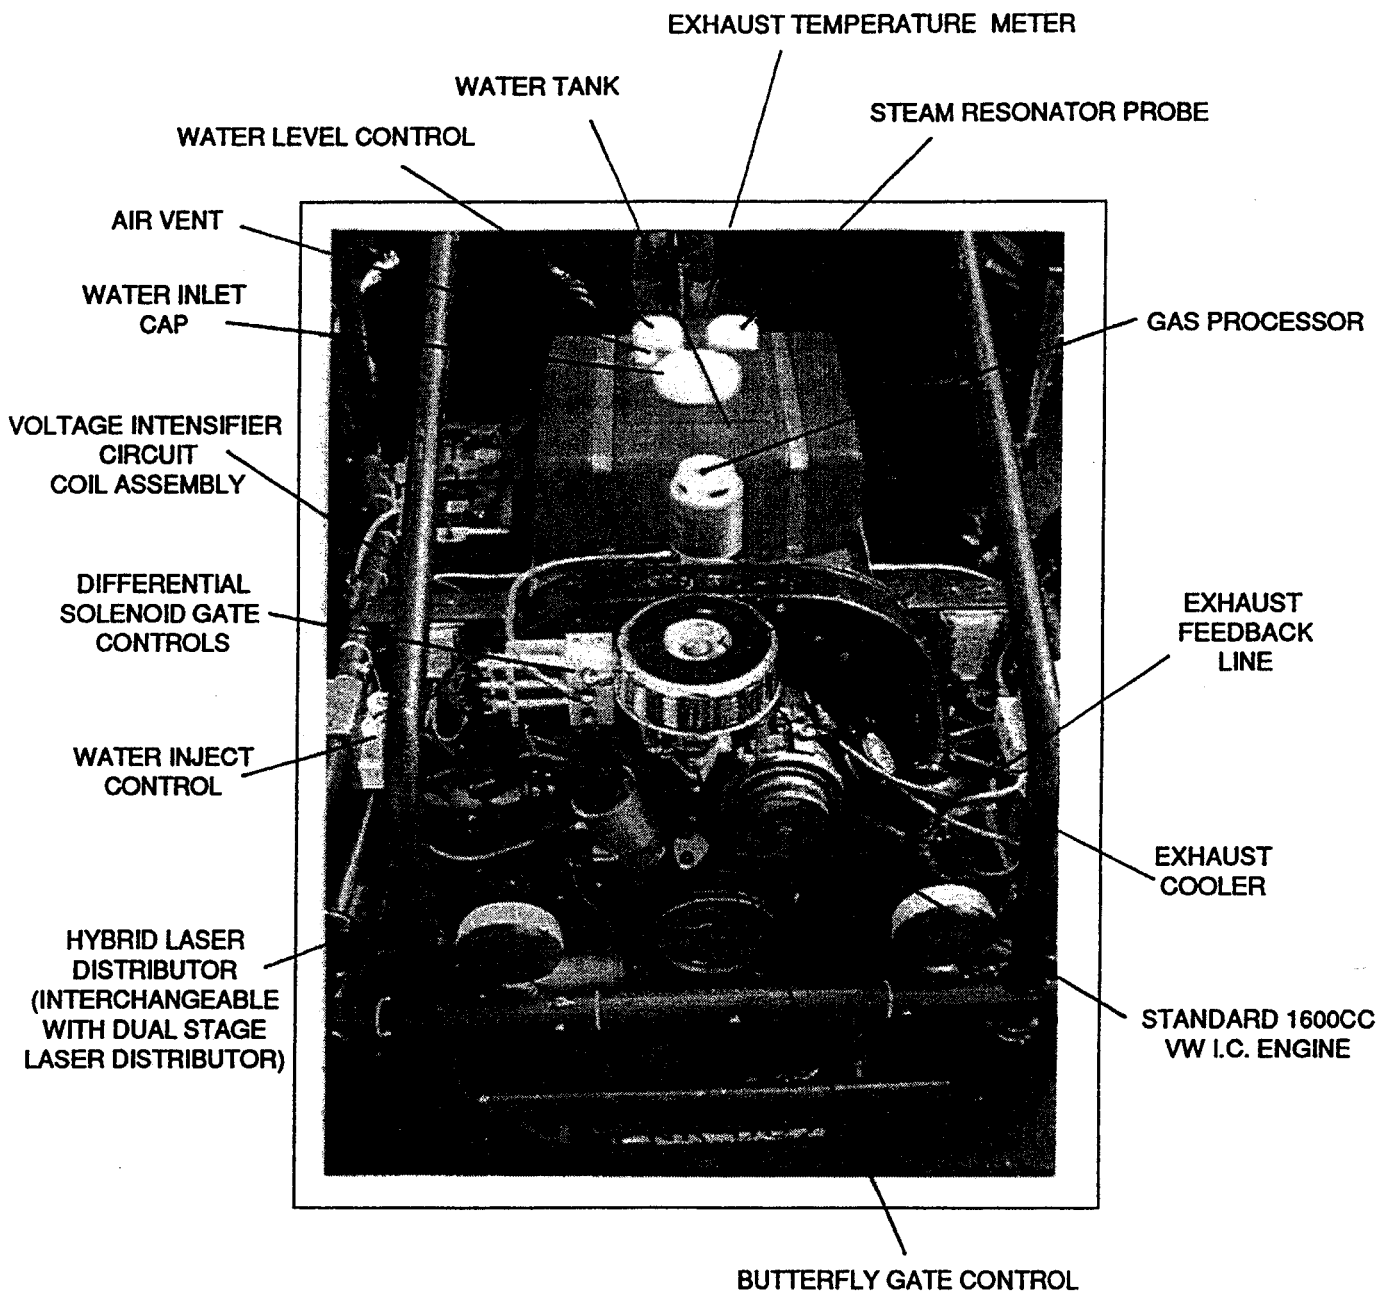 EXHAUST TEMPERATURE METER
WATER TANK
STEAM RESONATOR PROBE
WATER LEVEL CONTROL
AIR VENT
WATER INLET
CAP
GAS PROCESSOR
VOLTAGE INTENSIFIER
CIRCUIT
COIL ASSEMBLY
DIFFERENTIAL
SOLENOID GATE
CONTROLS
EXHAUST
FEEDBACK
LINE
WATER INJECT
CONTROL
EXHAUST
COOLER
HYBRID LASER
DISTRIBUTOR
(INTERCHANGEABLE
WITH DUAL STAGE
LASER DISTRIBUTOR)
STANDARD 1600CC
VW I.C. ENGINE
BUTTERFLY GATE CONTROL